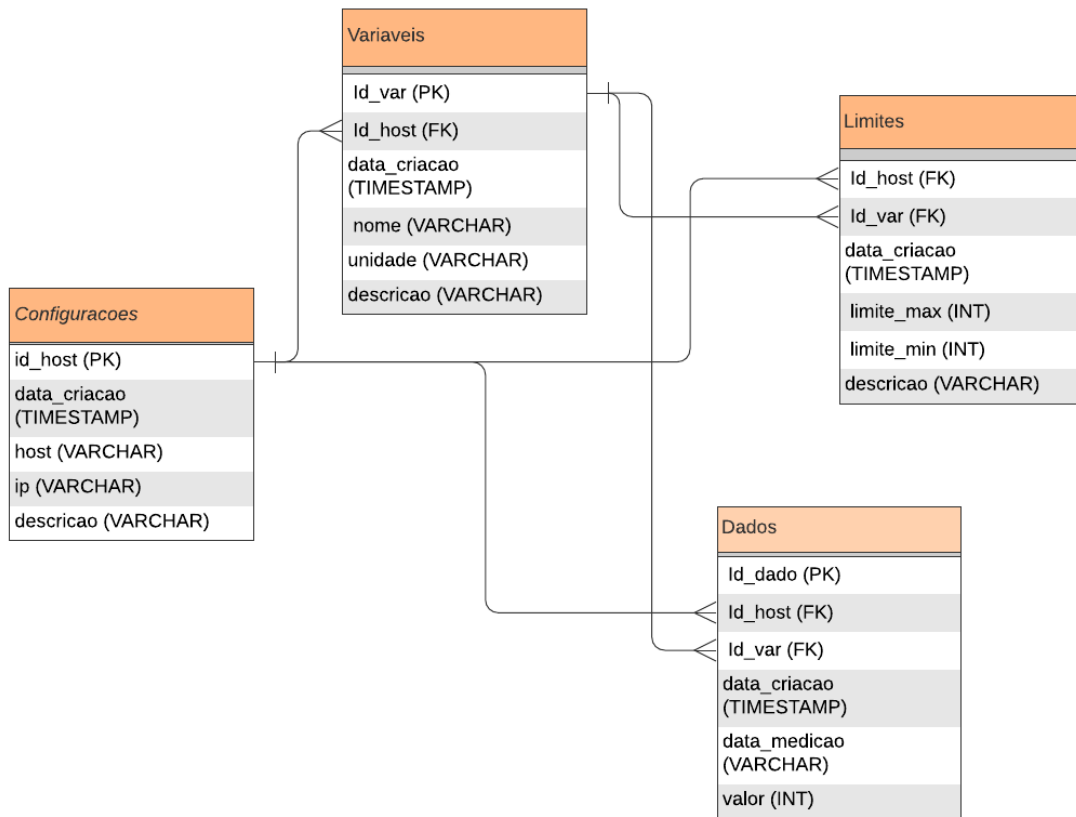 Variaveis
Id_var (PK)
Id_host (FK)
data_criacao
(TIMESTAMP)
nome (VARCHAR)
unidade (VARCHAR)
descricao (VARCHAR)
Limites
Id_host (FK)
Id_var (FK)
data_criacao
(TIMESTAMP)
limite_max (INT)
limite_min (INT)
descricao (VARCHAR)
Configuracoes
id_host (PK)
data_criacao
(TIMESTAMP)
host (VARCHAR)
ip (VARCHAR)
descricao (VARCHAR)
Dados
Id_dado (PK)
Id_host (FK)
Id_var (FK)
data_criacao
(TIMESTAMP)
data_medicao
(VARCHAR)
valor (INT)